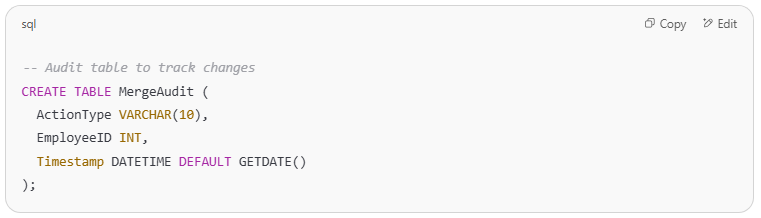 sql
Copy
Edit
-- Audit table to track changes
CREATE TABLE MergeAudit (
  ActionType VARCHAR(10),
  EmployeeID INT,
  Timestamp DATETIME DEFAULT GETDATE()
);